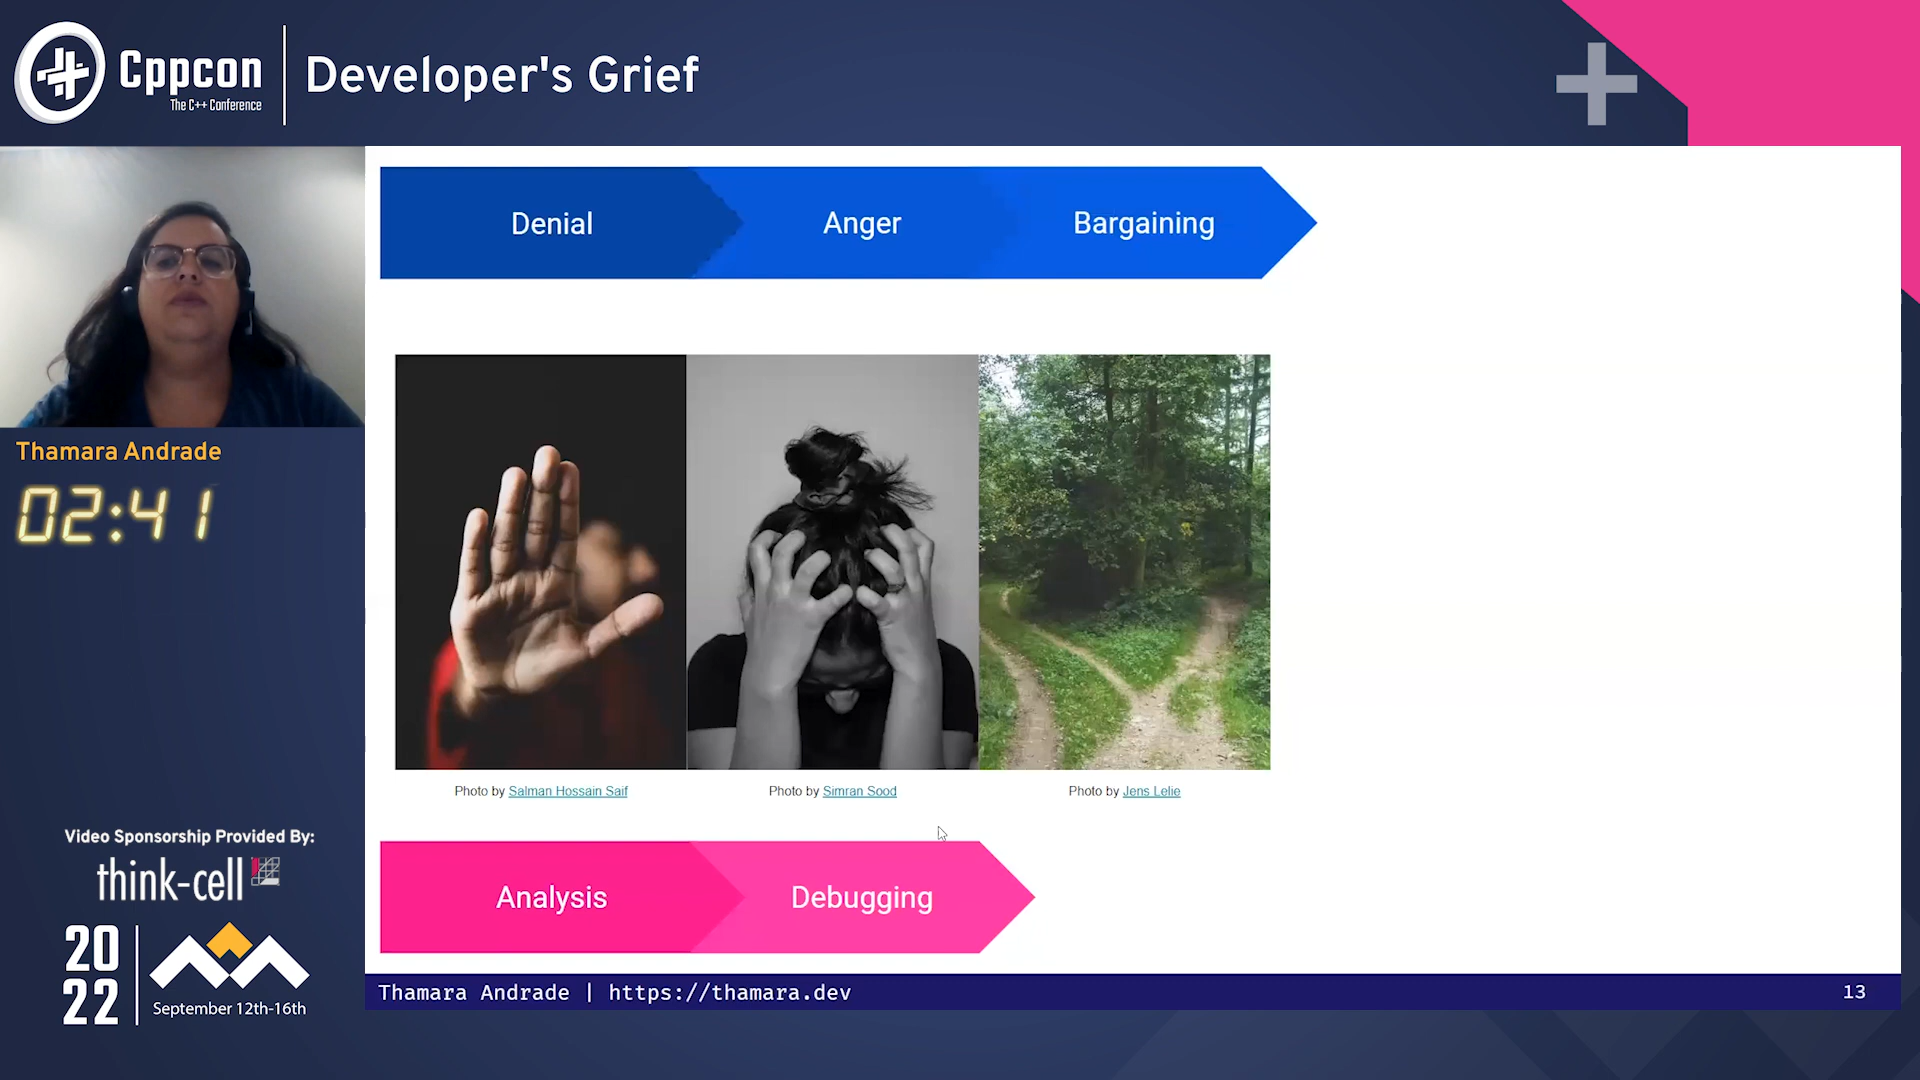 Cppcon
The C++ Conference
Developer's Grief
Denial
Anger
Bargaining
Thamara Andrade
02:41
Photo by Salman Hossain Saif
Photo by Simran Sood
Photo by Jens Lelie
Video Sponsorship Provided By:
think-cell
Analysis
Debugging
2022
September 12th-16th
Thamara Andrade | https://thamara.dev
13